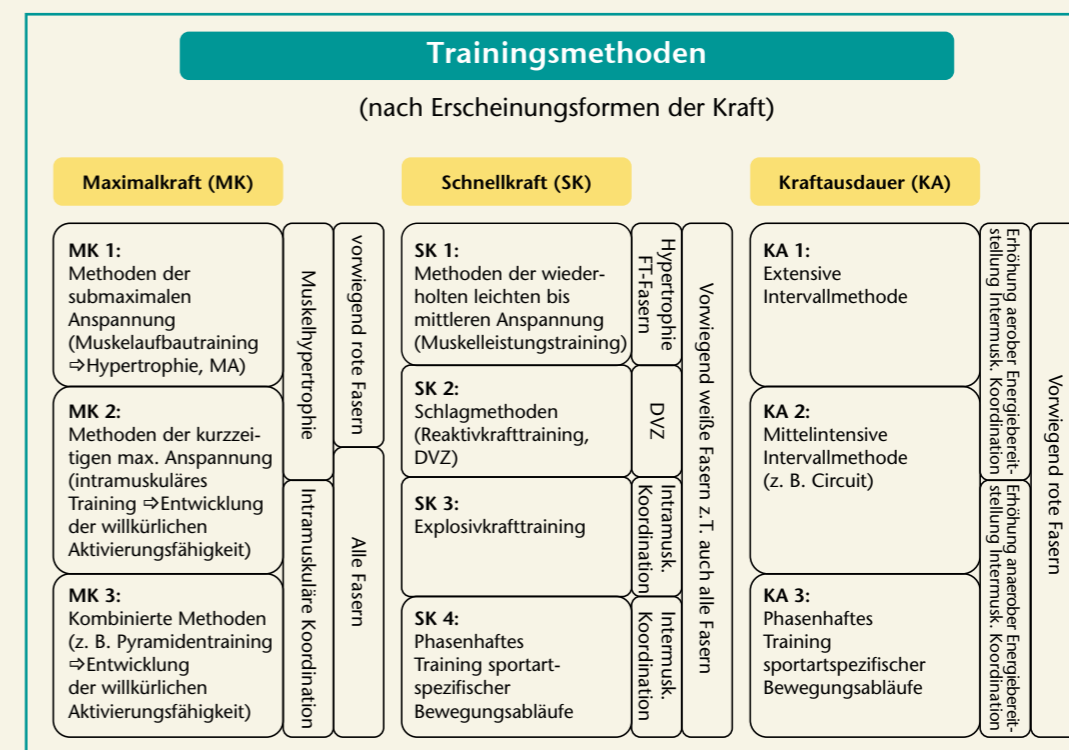 Trainingsmethoden
(nach Erscheinungsformen der Kraft)
Maximalkraft (MK)
MK 1:
Methoden der
submaximalen
Anspannung
(Muskelaufbautraining
⇨Hypertrophie, MA)
MK 2:
Methoden der kurzzei-
tigen max. Anspannung
(intramuskuläres
Training ⇨Entwicklung
der willkürlichen
Aktivierungsfähigkeit)
MK 3:
Kombinierte Methoden
(z. B. Pyramidentraining
⇨Entwicklung
der willkürlichen
Aktivierungsfähigkeit)
Muskelhypertrophie
Intramuskuläre Koordination
vorwiegend rote Fasern
Alle Fasern
Schnellkraft (SK)
SK 1:
Methoden der wieder-
holten leichten bis
mittleren Anspannung
(Muskelleistungstraining)
SK 2:
Schlagmethoden
(Reaktivkrafttraining,
DVZ)
SK 3:
Explosivkrafttraining
SK 4:
Phasenhaftes
Training sportart-
spezifischer
Bewegungsabläufe
Hypertrophie
FT-Fasern
DVZ
Intramusk.
Koordination
Intermusk.
Koordination
Vorwiegend weiße Fasern z.T. auch alle Fasern
Kraftausdauer (KA)
KA 1:
Extensive
Intervallmethode
KA 2:
Mittelintensive
Intervallmethode
(z. B. Circuit)
KA 3:
Phasenhaftes
Training
sportartspezifischer
Bewegungsabläufe
Erhöhung aerober Energiebereit-
stellung Intermusk. Koordination
Erhöhung anaerober Energiebereit-
stellung Intermusk. Koordination
Vorwiegend rote Fasern